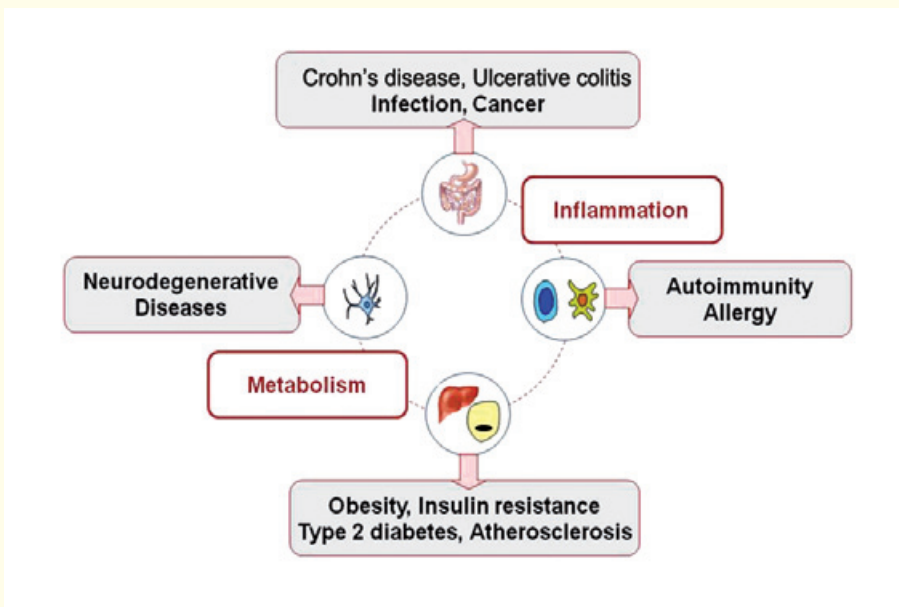 Crohn's disease, Ulcerative colitis
Infection, Cancer
Inflammation
Neurodegenerative
Diseases
Autoimmunity
Allergy
Metabolism
Obesity, Insulin resistance
Type 2 diabetes, Atherosclerosis